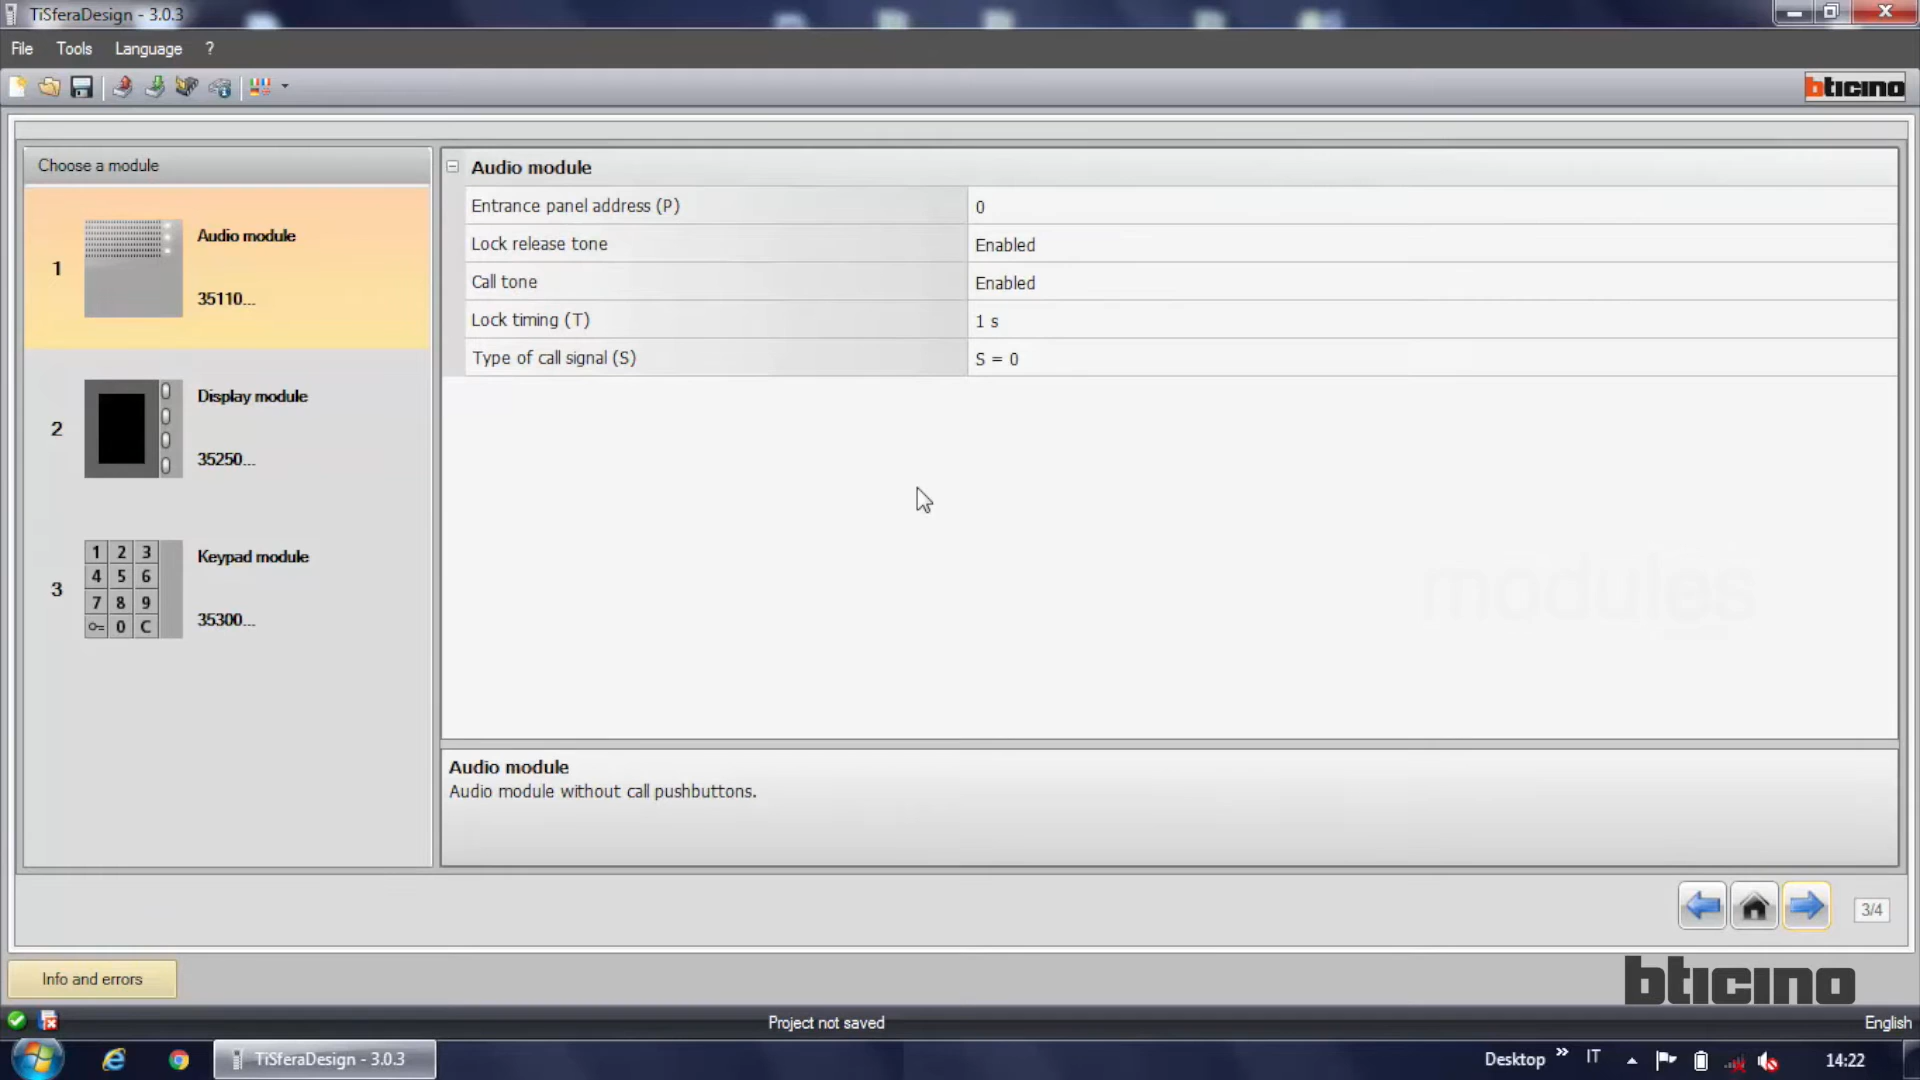 TiSferaDesign - 3.0.3
File Tools Language ?
bticino
Choose a module
1 Audio module
35110...
2 Display module
35250...
3 Keypad module
35300...
1 2 3
4 5 6
7 8 9
0 C
Audio module
Entrance panel address (P) 0
Lock release tone Enabled
Call tone Enabled
Lock timing (T) 1 s
Type of call signal (S) S = 0
modules
Audio module
Audio module without call pushbuttons.
3/4
Info and errors
bticino
Project not saved
English
TiSferaDesign - 3.0.3
Desktop » IT 14:22